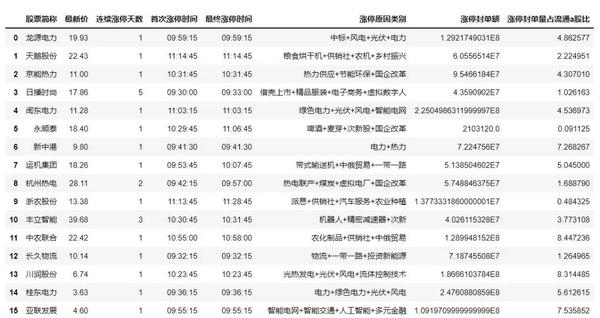 股票简称 最新价 连续涨停天数 首次涨停时间 最终涨停时间 涨停原因类别 涨停封单额 涨停封单量占流通a股比
0 龙源电力 19.93 1 09:59:15 09:59:15 中标+风电+光伏+电力 1.2921749031E8 4.862577
1 天鹅股份 22.43 1 11:14:45 11:14:45 粮食烘干机+供销社+农机+乡村振兴 6.0556514E7 2.224951
2 京能热力 11.00 1 10:31:45 10:31:45 热力供应+节能环保+国企改革 9.5466184E7 4.307010
3 日播时尚 17.86 5 09:30:00 09:33:00 借壳上市+精品服装+电子商务+虚拟数字人 4.3590902E7 1.026163
4 闽东电力 11.28 1 11:03:15 11:03:15 绿色电力+光伏+风电+智能电网 2.2504986311999997E8 4.536973
5 永顺泰 18.40 1 10:29:45 11:06:45 啤酒+麦芽+次新股+国企改革 2103120.0 0.091125
6 新中港 9.80 1 09:41:30 09:41:30 电力+热力 7.224756E7 7.268267
7 运机集团 18.26 1 09:53:45 10:07:45 带式输送机+中俄贸易+一带一路 5.138504602E7 5.045000
8 杭州热电 28.11 2 09:42:15 09:57:00 热电联产+煤炭+虚拟电厂+国企改革 5.748846375E7 1.688790
9 浙农股份 13.38 1 10:31:45 10:31:45 派息+供销社+汽车服务+农业种植 1.3773331860000001E7 0.484325
10 丰立智能 39.68 3 10:30:45 10:31:45 机器人+精密减速器+次新 4.026115328E7 3.773108
11 中农联合 22.42 1 10:55:00 10:58:00 农化制品+供销社+中俄贸易 1.289948152E8 8.447236
12 长久物流 10.14 1 09:32:15 09:32:15 物流+一带一路+投资新能源 7.18745508E7 1.264965
13 川润股份 6.74 1 10:23:45 10:23:45 光热发电+光伏+风电+流体控制技术 1.8666103784E8 8.314485
14 桂东电力 3.63 1 09:36:15 09:36:15 电力+绿色电力+光伏+风电 2.4760880859E8 5.612615
15 亚联发展 4.60 1 09:55:15 09:55:15 智能电网+智能交通+人工智能+多元金融 1.0919709999999999E8 7.535852